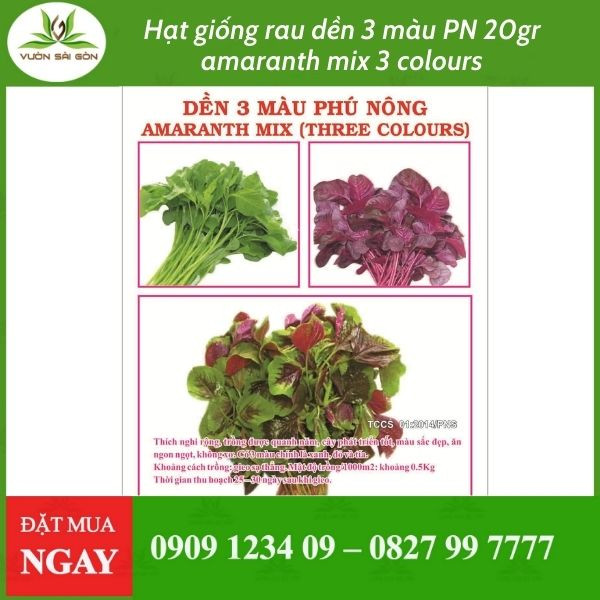 VƯỜN SÀI GÒN
Hạt giống rau dền 3 màu PN 20gr
amaranth mix 3 colours
DỀN 3 MÀU PHÚ NÔNG
AMARANTH MIX (THREE COLOURS)
TCCS 01:2014/PNS
Thích nghi rộng, trồng được quanh năm, cây phát triển tốt, màu sắc đẹp, ăn
ngon ngọt, không xơ. Có 3 màu chính là xanh, đỏ và tía.
Khoảng cách trồng: gieo sạ thẳng. Mật độ trồng/1000m2: khoảng 0.5Kg
Thời gian thu hoạch 25 – 30 ngày sau khi gieo.
ĐẶT MUA
NGAY
0909 1234 09 – 0827 99 7777